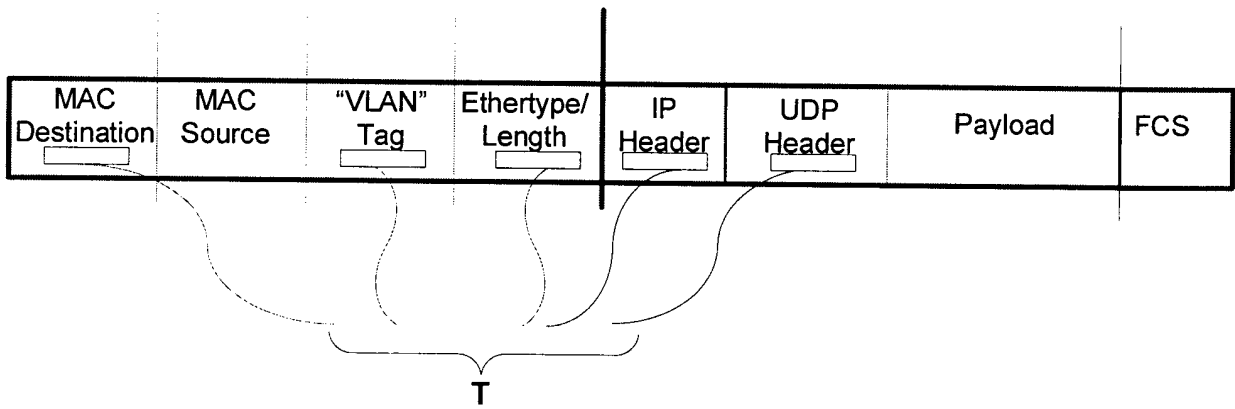 MAC
Destination
MAC
Source
“VLAN”
Tag
Ethertype/
Length
IP
Header
UDP
Header
Payload
FCS
T